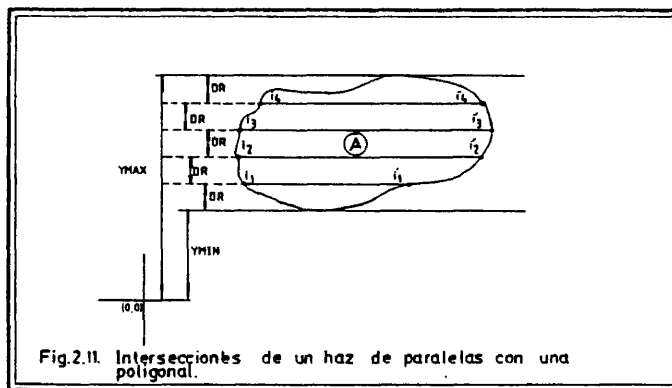 DR
i₄ i'₄
DR
i₃ i'₃
DR
A
i₂ i'₂
YMAX
DR
i₁ i'₁
DR
YMIN
(0,0)
Fig.2.11. Intersecciones de un haz de paralelas con una
poligonal.